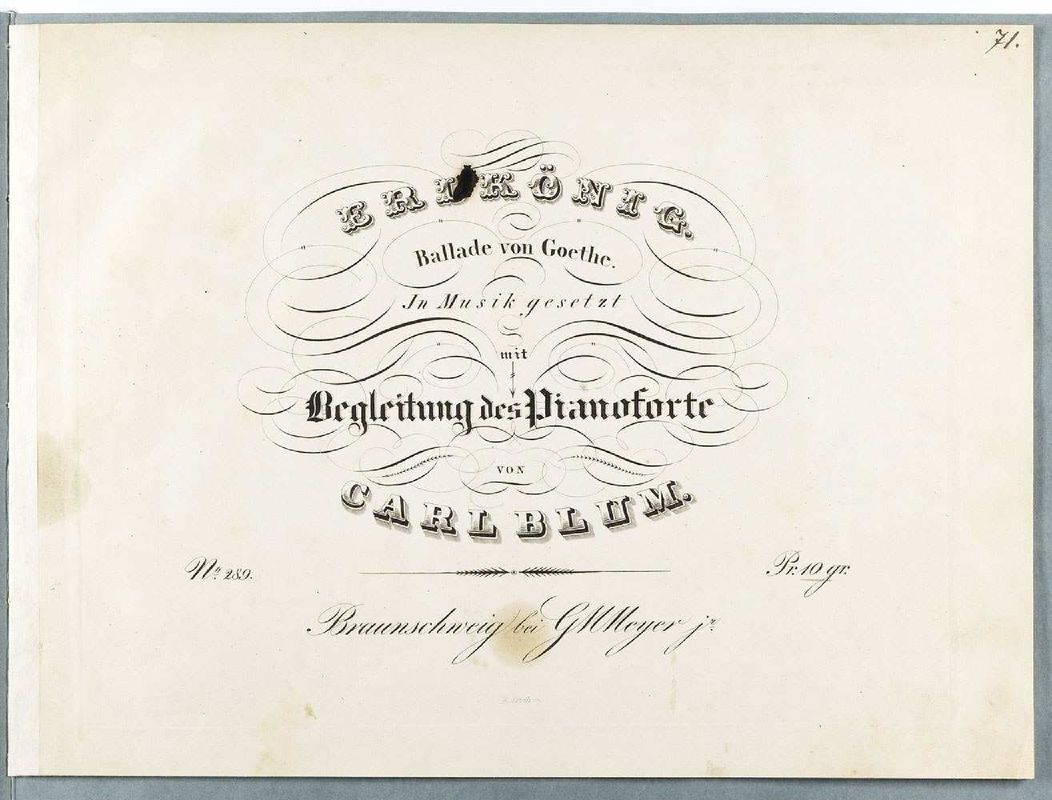 71.
ERLKÖNIG.
Ballade von Goethe.
In Musik gesetzt
mit
Begleitung des Pianoforte
VON
CARL BLUM.
No. 289.
Pr. 10 gr.
Braunschweig bei G M Meyer jr.